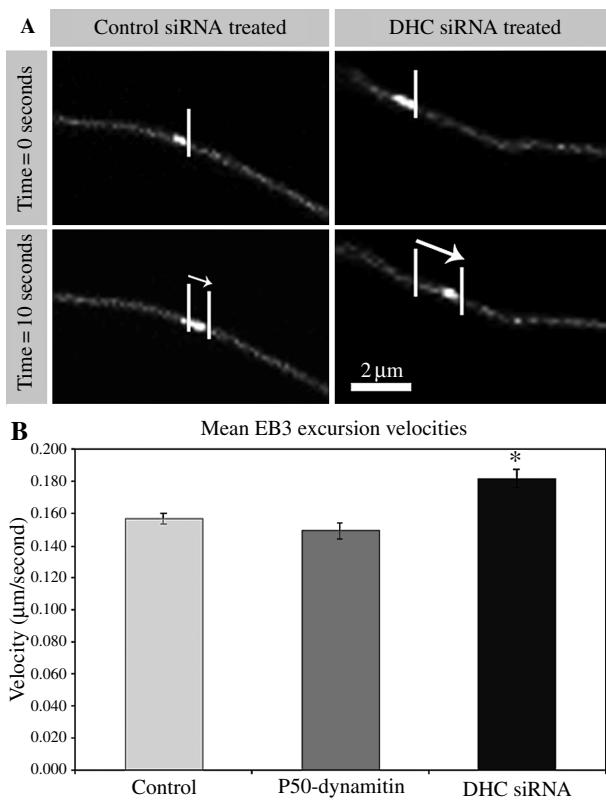 A
Control siRNA treated
DHC siRNA treated
Time = 0 seconds
Time = 10 seconds
2 μm
B
Mean EB3 excursion velocities
Velocity (μm/second)
0.200
0.180
0.160
0.140
0.120
0.100
0.080
0.060
0.040
0.020
0.000
*
Control
P50-dynamitin
DHC siRNA